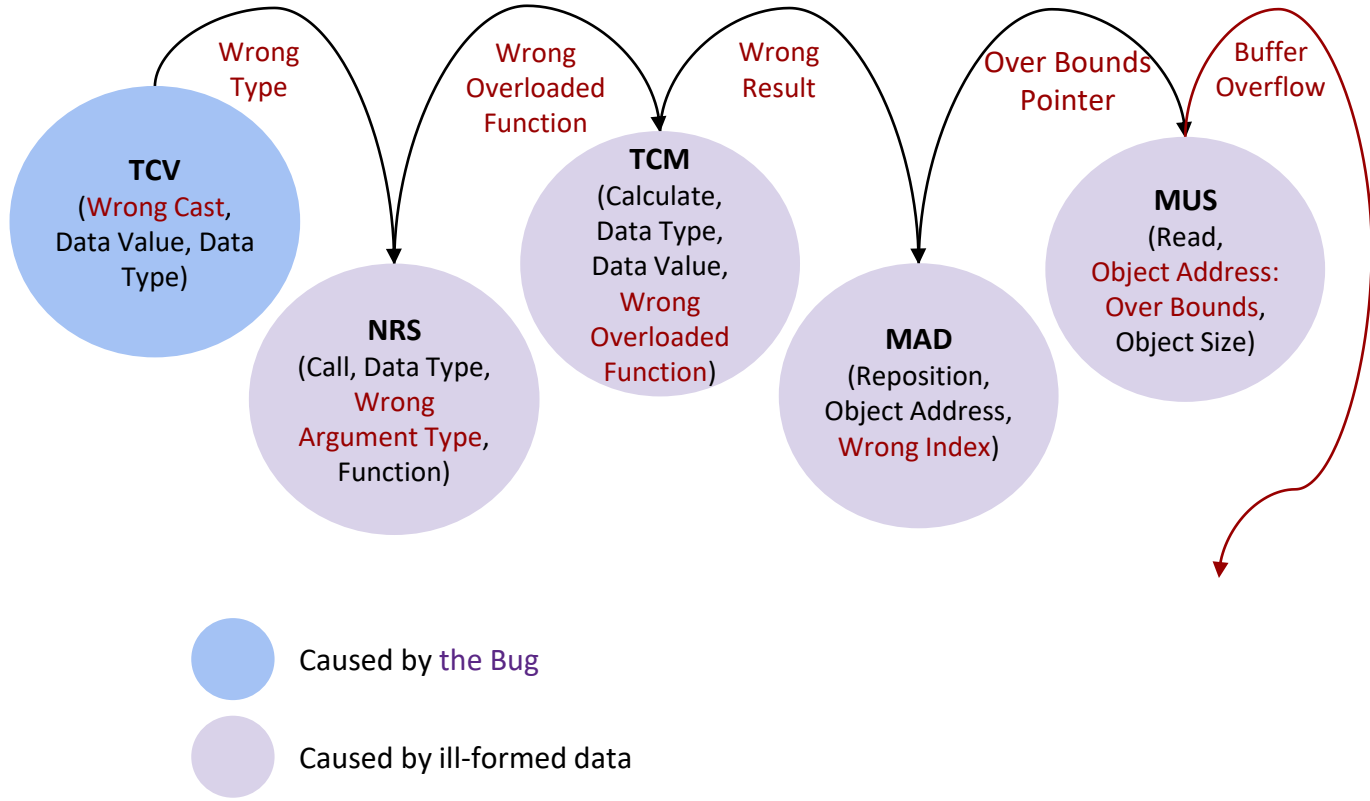 Wrong
Type
Wrong
Overloaded
Function
Wrong
Result
Over Bounds
Pointer
Buffer
Overflow
TCV
(Wrong Cast,
Data Value, Data
Type)
NRS
(Call, Data Type,
Wrong
Argument Type,
Function)
TCM
(Calculate,
Data Type,
Data Value,
Wrong
Overloaded
Function)
MAD
(Reposition,
Object Address,
Wrong Index)
MUS
(Read,
Object Address:
Over Bounds,
Object Size)
Caused by the Bug
Caused by ill-formed data